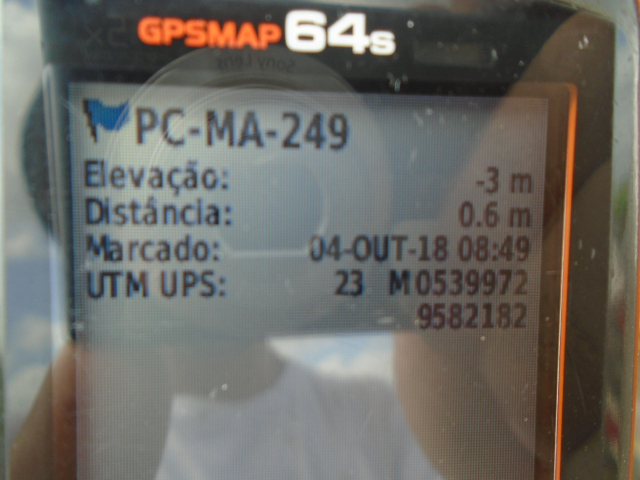 GPSMAP 64s
PC-MA-249
Elevação: -3 m
Distância: 0.6 m
Marcado: 04-OUT-18 08:49
UTM UPS: 23 M0539972
9582182